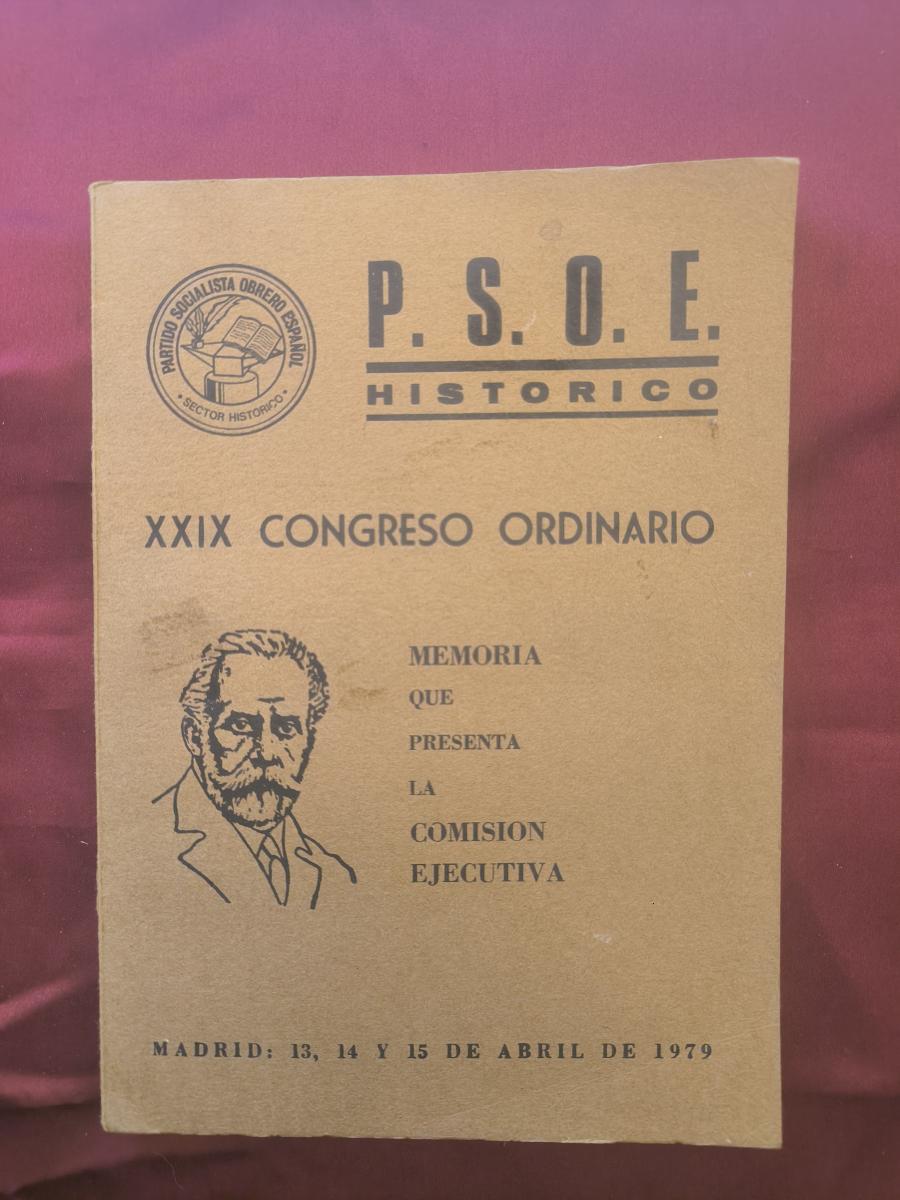 PARTIDO SOCIALISTA OBRERO ESPAÑOL
• SECTOR HISTORICO •
P. S. O. E.
HISTORICO
XXIX CONGRESO ORDINARIO
MEMORIA
QUE
PRESENTA
LA
COMISION
EJECUTIVA
MADRID: 13, 14 Y 15 DE ABRIL DE 1979